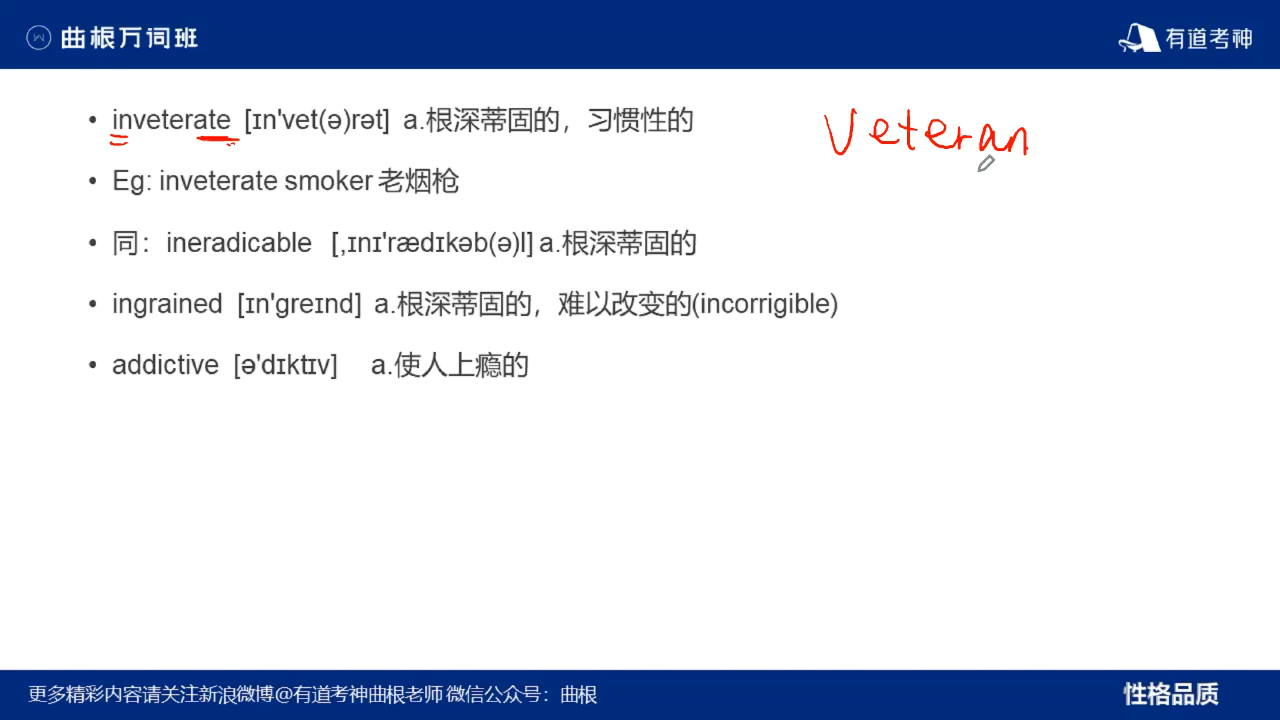 曲根万词班
有道考神
• inveterate [ɪn'vet(ə)rət] a.根深蒂固的，习惯性的
Veteran
• Eg: inveterate smoker 老烟枪
• 同：ineradicable [,ɪnɪ'rædɪkəb(ə)l] a.根深蒂固的
• ingrained [ɪn'greɪnd] a.根深蒂固的，难以改变的(incorrigible)
• addictive [ə'dɪktɪv] a.使人上瘾的
更多精彩内容请关注新浪微博@有道考神曲根老师 微信公众号：曲根
性格品质